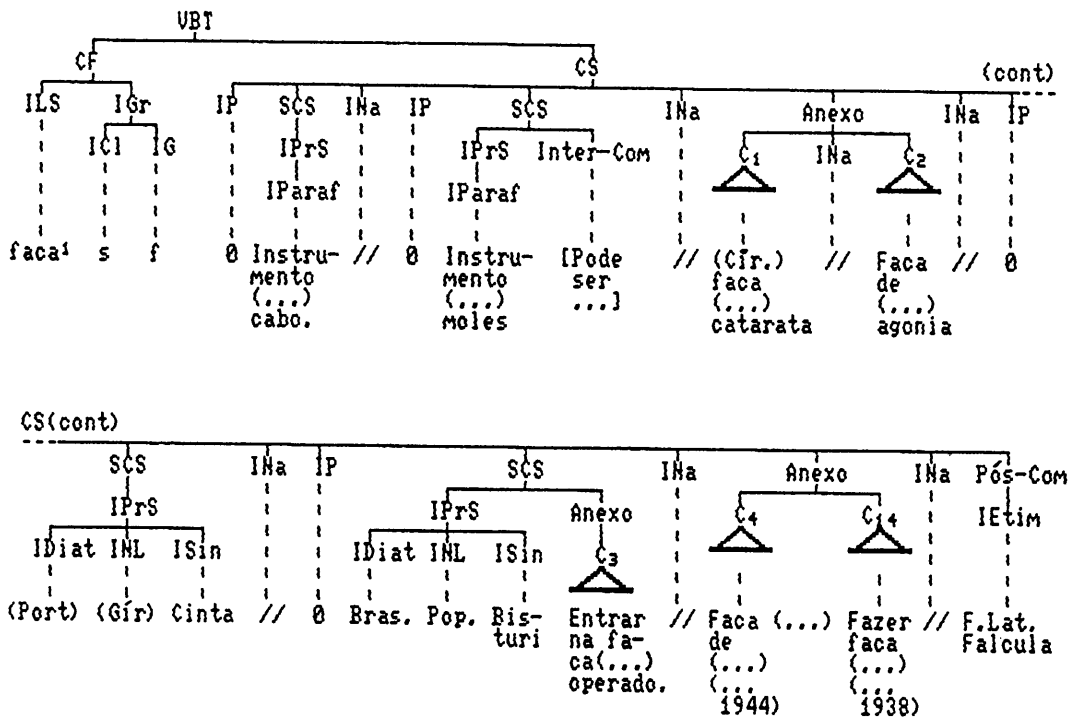 VBT
CF CS (cont)
ILS IGr IP SCS INa IP SCS INa Anexo INa IP
ICl IG IPrS IPrS Inter-Com C₁ INa C₂
IParaf IParaf
faca¹ s f 0 Instru- // 0 Instru- [Pode // (Cír.) // Faca // 0
mento mento ser faca de
(...) (...) ...] (...) (...)
cabo. moles catarata agonia
CS(cont)
SCS INa IP SCS INa Anexo INa Pós-Com
IPrS IPrS Anexo C₄ C₁₄ IEtim
IDiat INL ISin IDiat INL ISin C₃
(Port) (Gír) Cinta // 0 Bras. Pop. Bis- Entrar // Faca (...) Fazer // F.Lat.
turi na fa- de faca Falcula
ca(...) (...) (...)
operado. (... (...
1944) 1938)